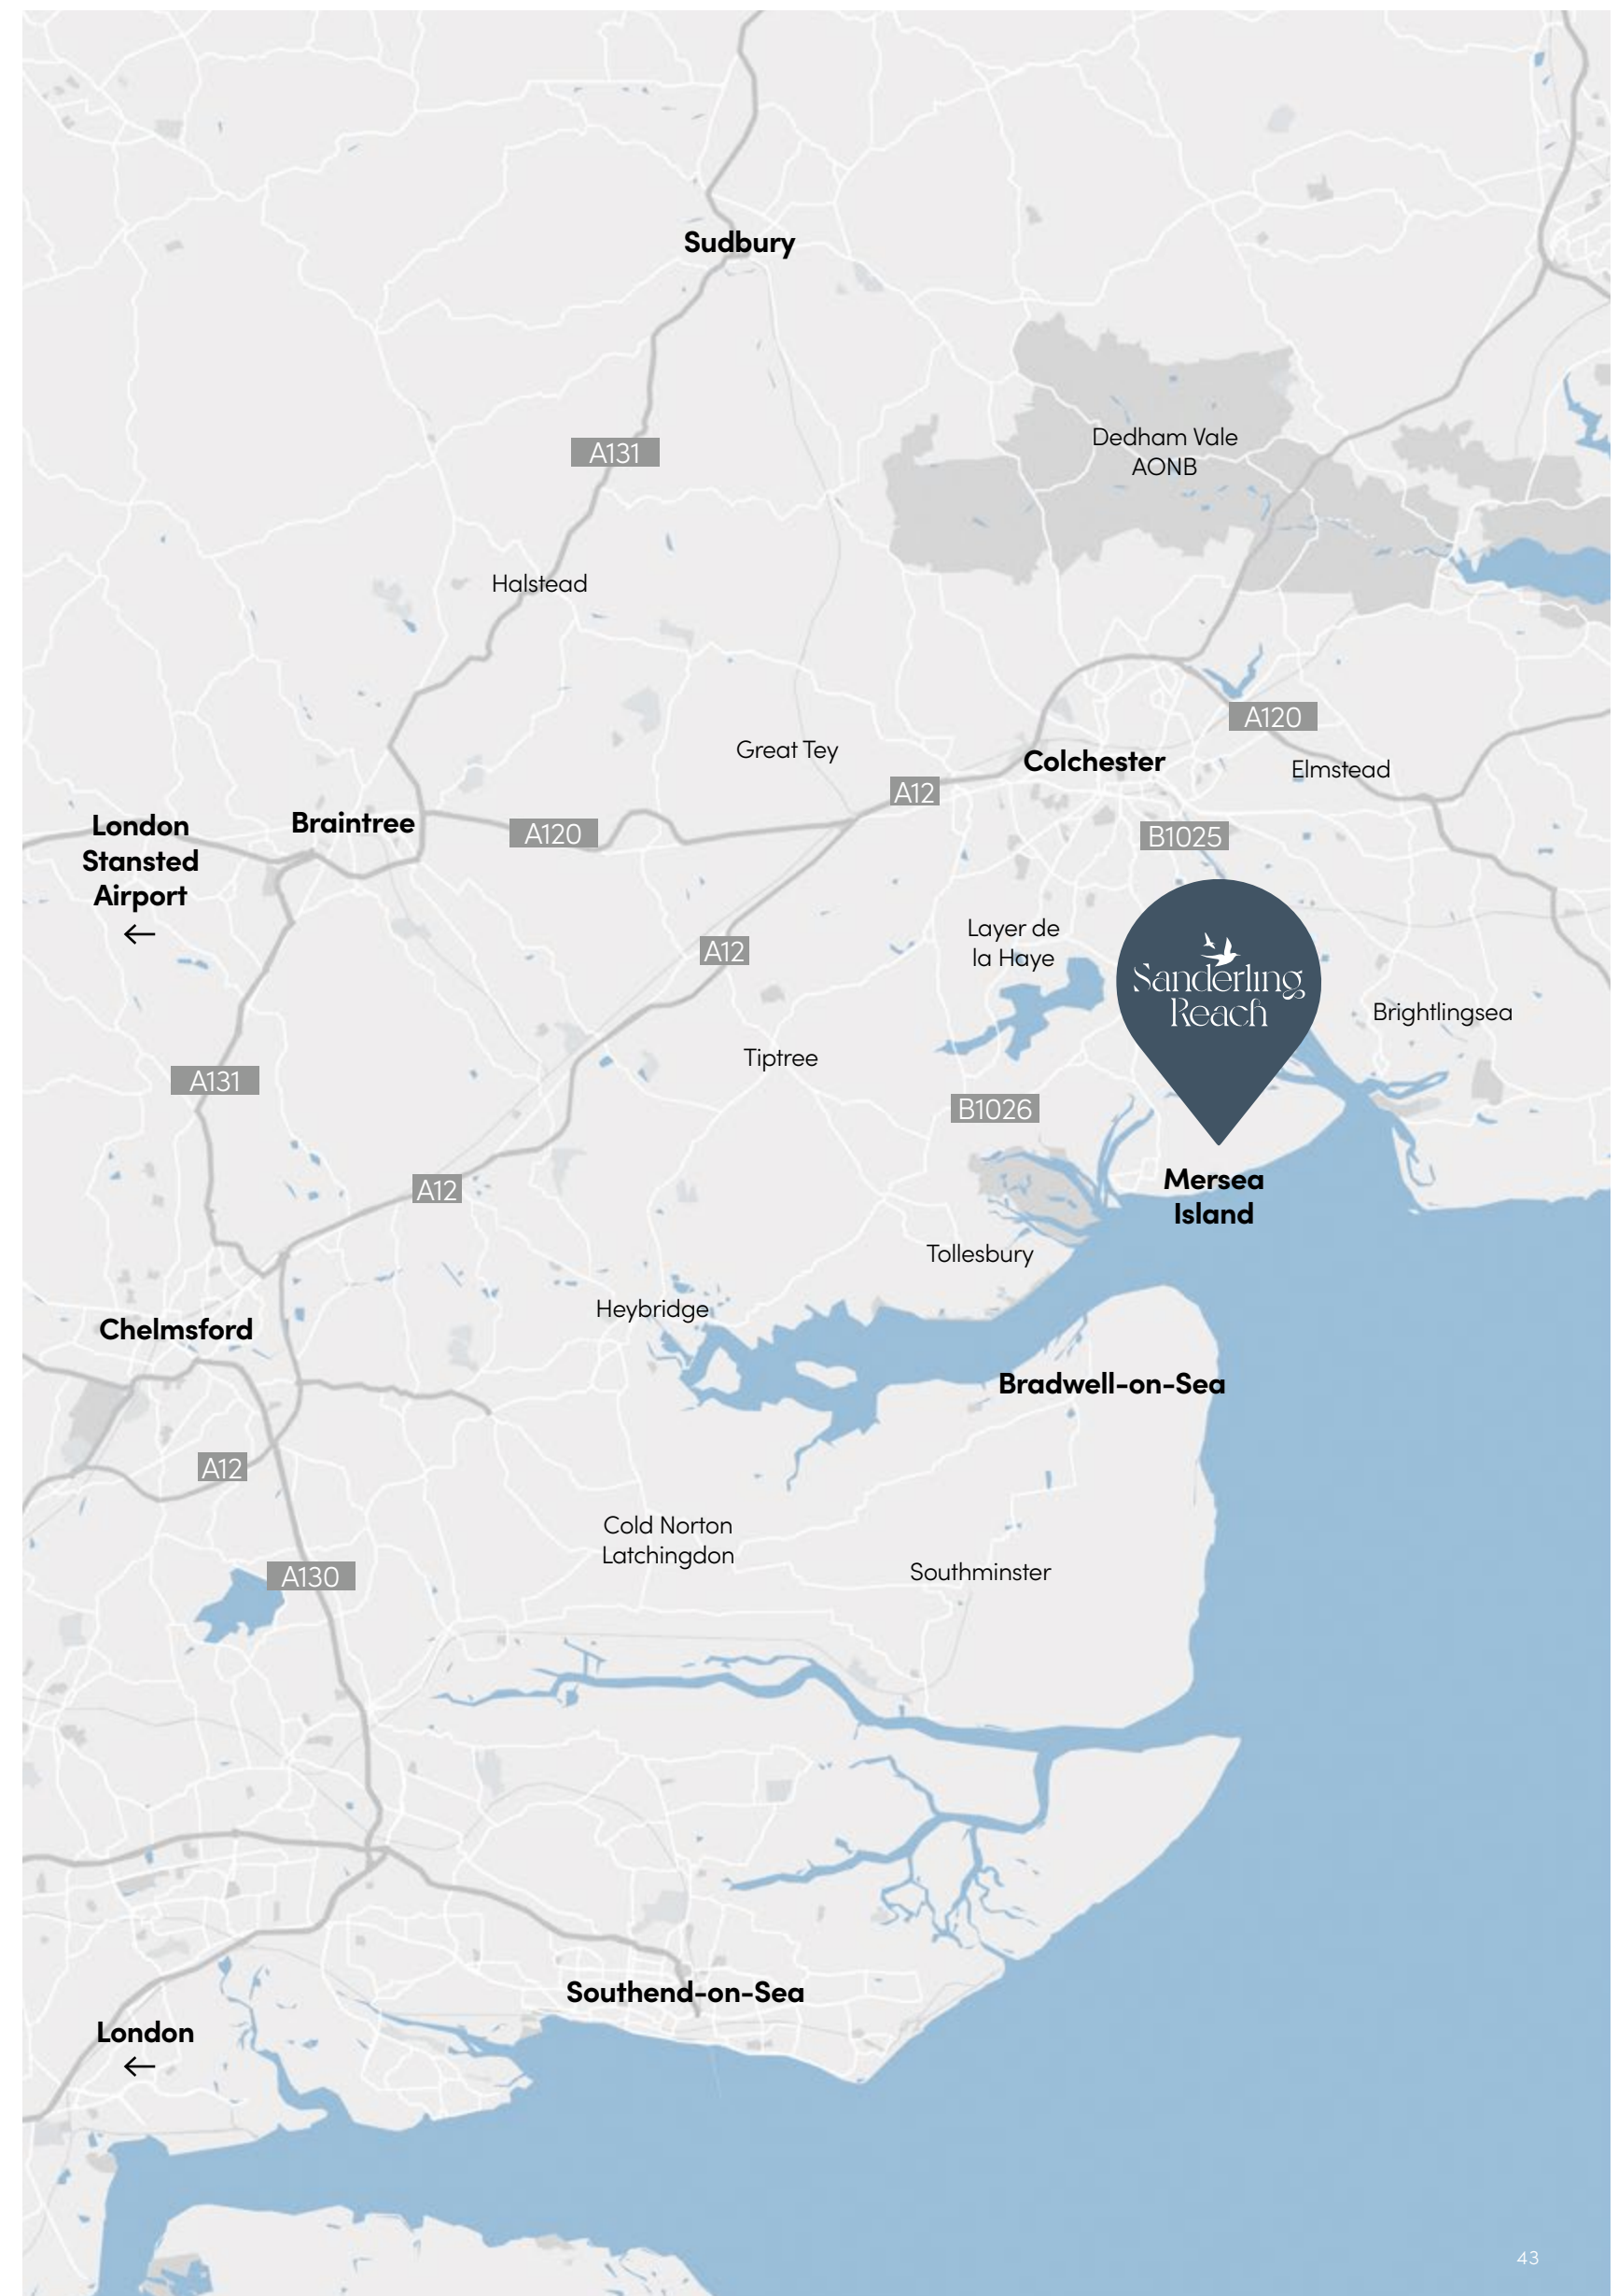 Sudbury
Dedham Vale
AONB
A131
Halstead
A120
Great Tey
Colchester
Elmstead
A12
London
Stansted
Airport
←
Braintree
A120
B1025
Layer de
la Haye
A12
Sanderling
Reach
Brightlingsea
Tiptree
A131
B1026
A12
Mersea
Island
Tollesbury
Heybridge
Chelmsford
Bradwell-on-Sea
A12
Cold Norton
Latchingdon
Southminster
A130
Southend-on-Sea
London
←
43